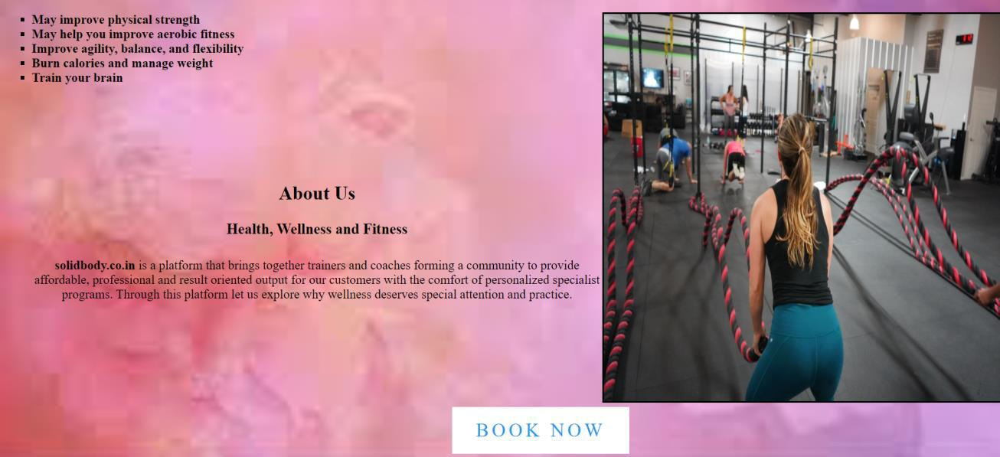 May improve physical strength
May help you improve aerobic fitness
Improve agility, balance, and flexibility
Burn calories and manage weight
Train your brain
About Us
Health, Wellness and Fitness
solidbody.co.in is a platform that brings together trainers and coaches forming a community to provide
affordable, professional and result oriented output for our customers with the comfort of personalized specialist
programs. Through this platform let us explore why wellness deserves special attention and practice.
BOOK NOW